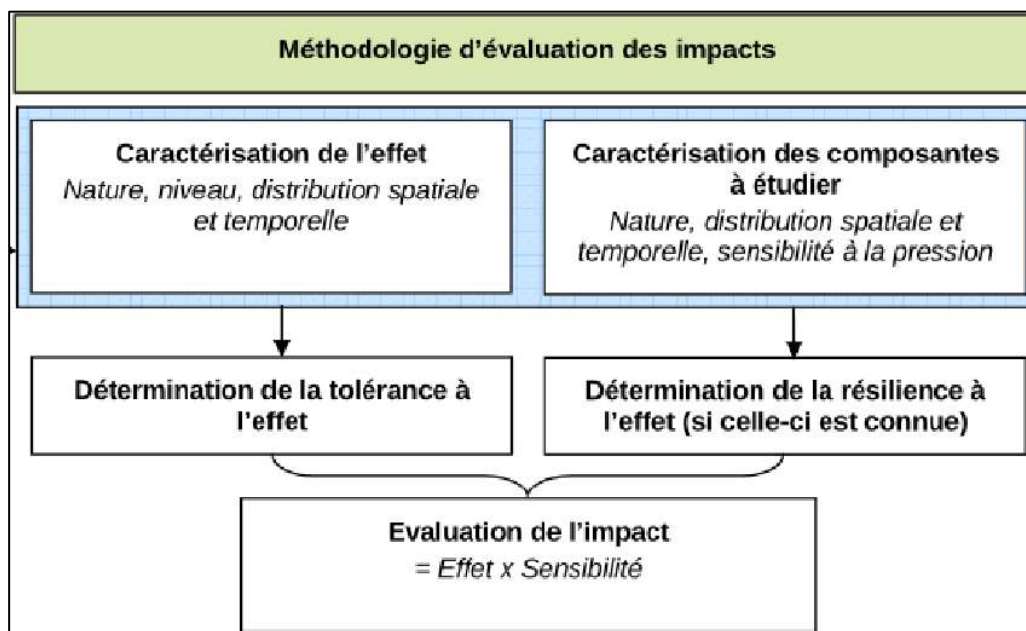 Méthodologie d’évaluation des impacts
Caractérisation de l’effet
Nature, niveau, distribution spatiale
et temporelle
Caractérisation des composantes
à étudier
Nature, distribution spatiale et
temporelle, sensibilité à la pression
Détermination de la tolérance à
l’effet
Détermination de la résilience à
l’effet (si celle-ci est connue)
Evaluation de l’impact
= Effet x Sensibilité